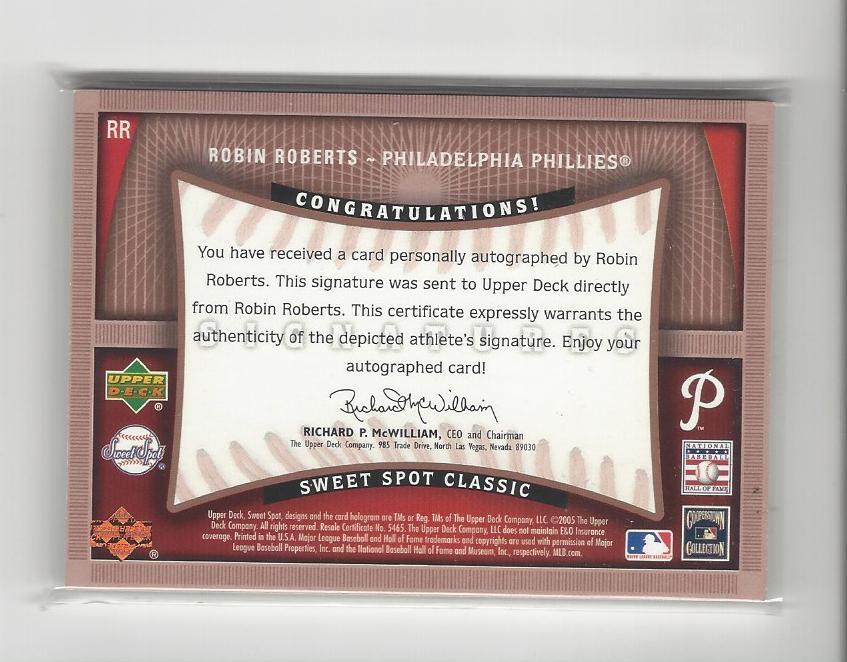 RR
ROBIN ROBERTS ~ PHILADELPHIA PHILLIES®
CONGRATULATIONS!
You have received a card personally autographed by Robin
Roberts. This signature was sent to Upper Deck directly
from Robin Roberts. This certificate expressly warrants the
authenticity of the depicted athlete's signature. Enjoy your
autographed card!
SIGNATURES
Richard P. McWilliam
RICHARD P. McWILLIAM, CEO and Chairman
The Upper Deck Company. 985 Trade Drive, North Las Vegas, Nevada 89030
SWEET SPOT CLASSIC
UPPER
DECK
®
Sweet Spot
®
®
P
TM
NATIONAL
BASEBALL
HALL OF FAME
COOPERSTOWN
COLLECTION
MAJOR LEAGUE BASEBALL
Upper Deck, Sweet Spot, designs and the card hologram are TMs or Reg. TMs of The Upper Deck Company, LLC. ©2005 The Upper
Deck Company. All rights reserved. Resale Certificate No. 5465. The Upper Deck Company, LLC does not maintain E&O Insurance
coverage. Printed in the U.S.A. Major League Baseball and Hall of Fame trademarks and copyrights are used with permission of Major
League Baseball Properties, Inc. and the National Baseball Hall of Fame and Museum, Inc., respectively. MLB.com.